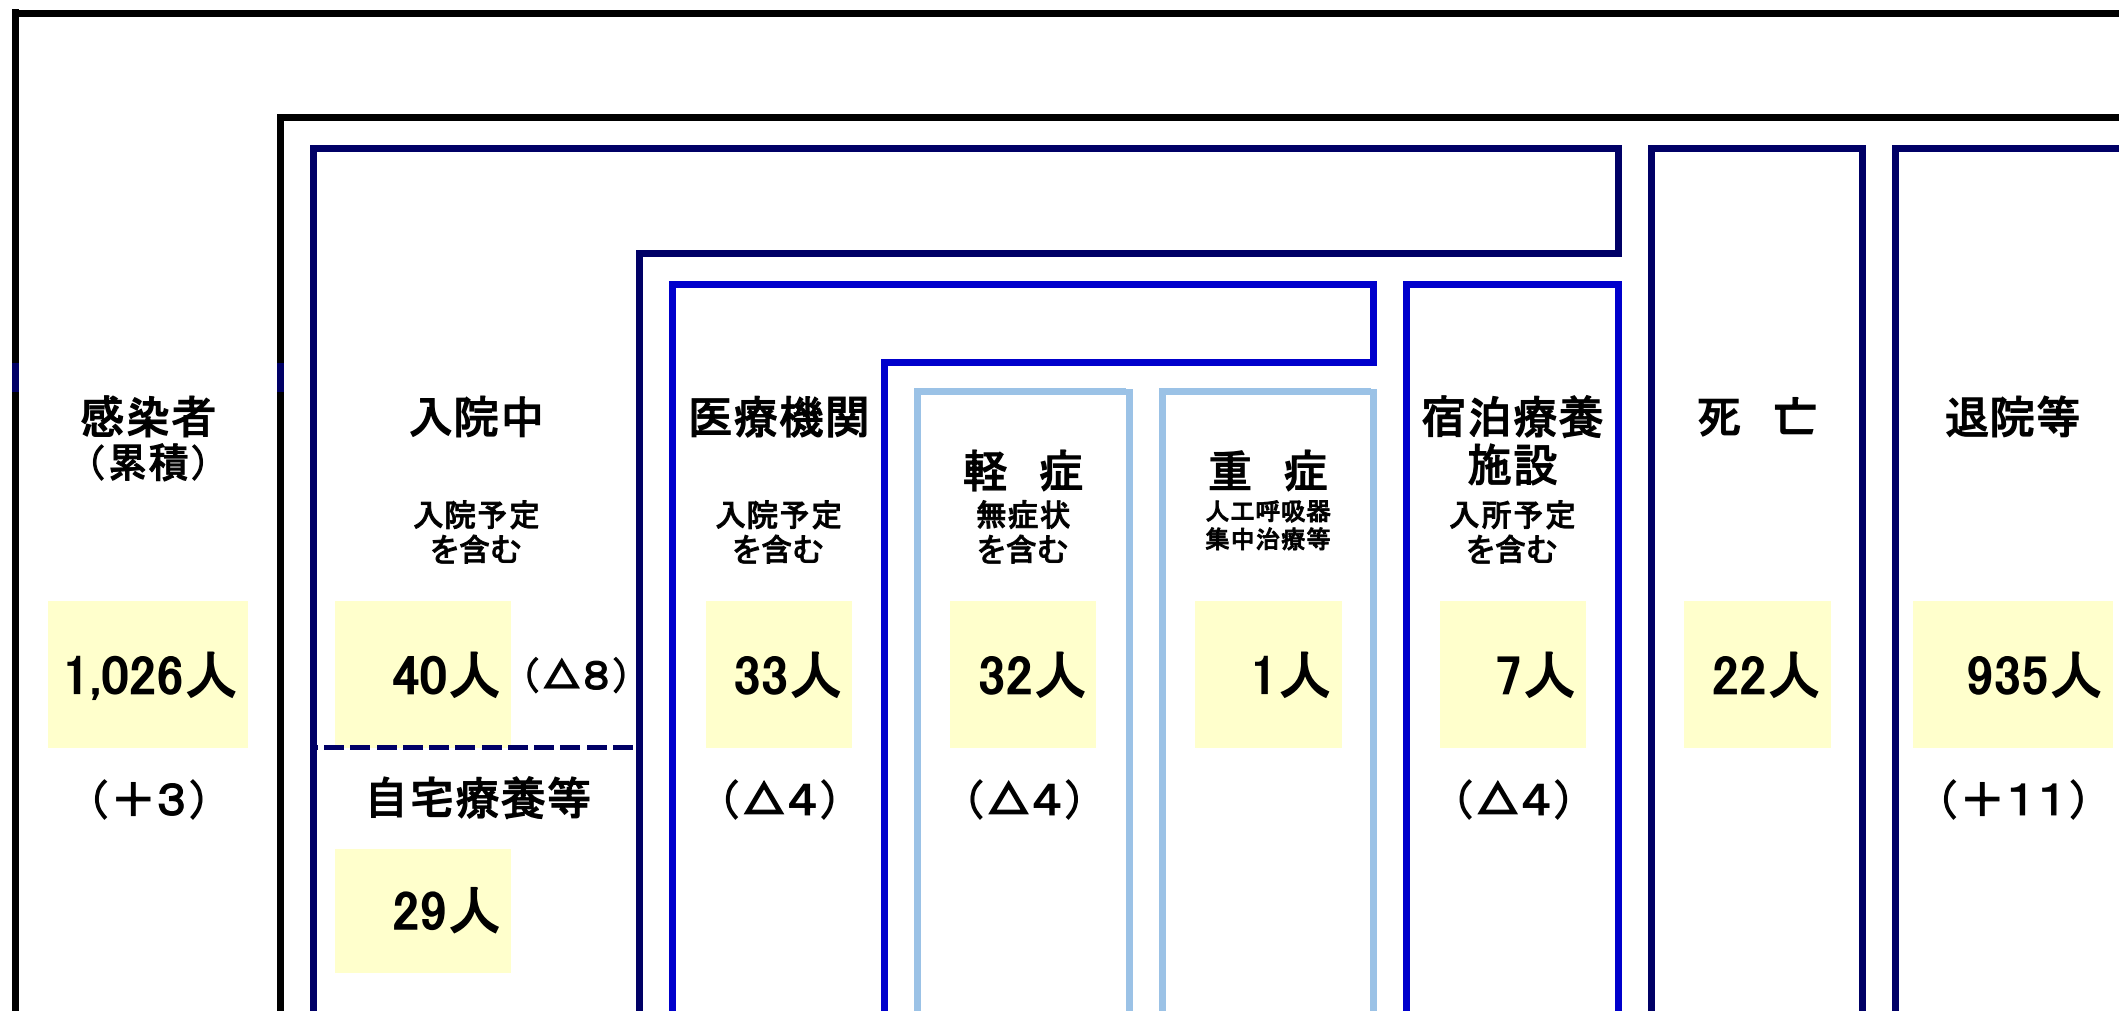 感染者
（累積）
1,026人
（＋3）
入院中
入院予定
を含む
40人（△8）
自宅療養等
29人
医療機関
入院予定
を含む
33人
（△4）
軽 症
無症状
を含む
32人
（△4）
重 症
人工呼吸器
集中治療等
1人
宿泊療養
施設
入所予定
を含む
7人
（△4）
死 亡
22人
退院等
935人
（＋11）